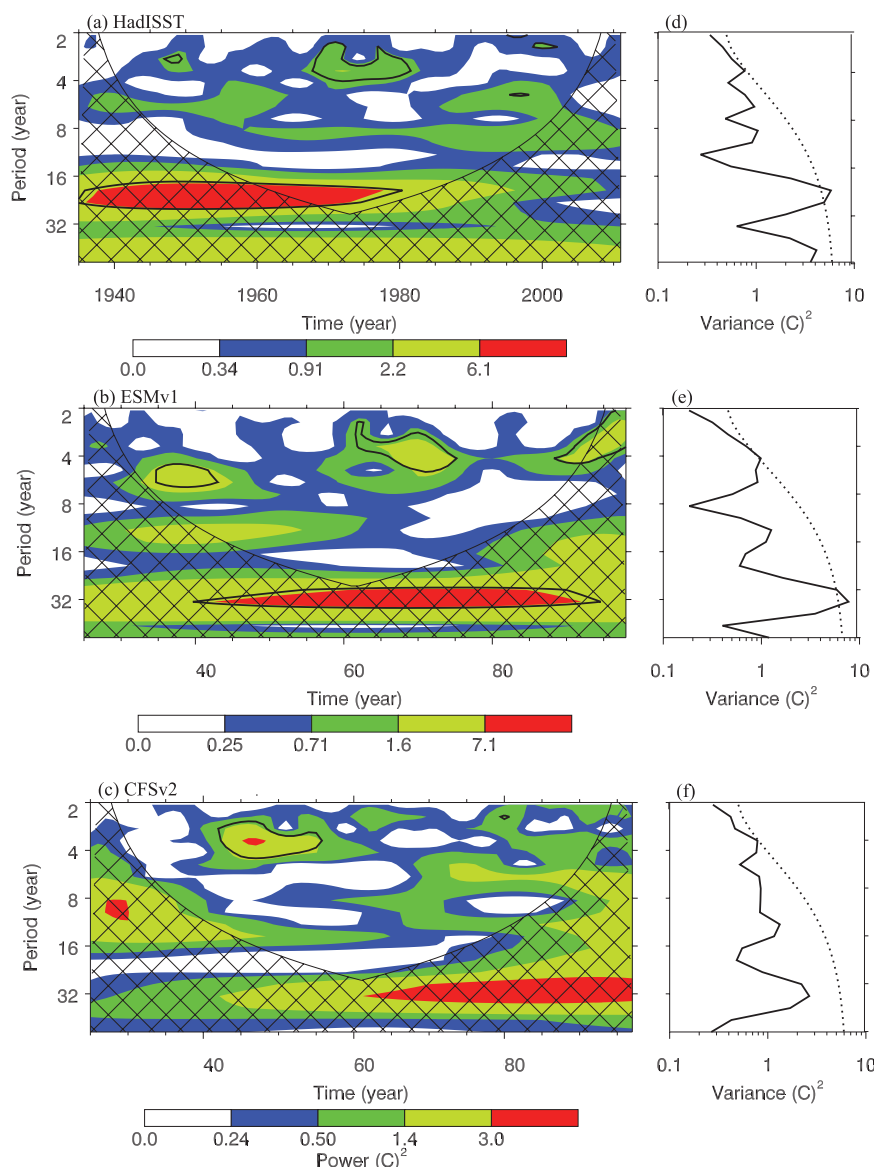 (a) HadISST
(d)
2
4
8
16
32
Period (year)
1940 1960 1980 2000
Time (year)
0.0 0.34 0.91 2.2 6.1
0.1 1 10
Variance (C)2
(b) ESMv1
(e)
2
4
8
16
32
Period (year)
40 60 80
Time (year)
0.0 0.25 0.71 1.6 7.1
0.1 1 10
Variance (C)2
(c) CFSv2
(f)
2
4
8
16
32
Period (year)
40 60 80
Time (year)
0.0 0.24 0.50 1.4 3.0
Power (C)2
0.1 1 10
Variance (C)2